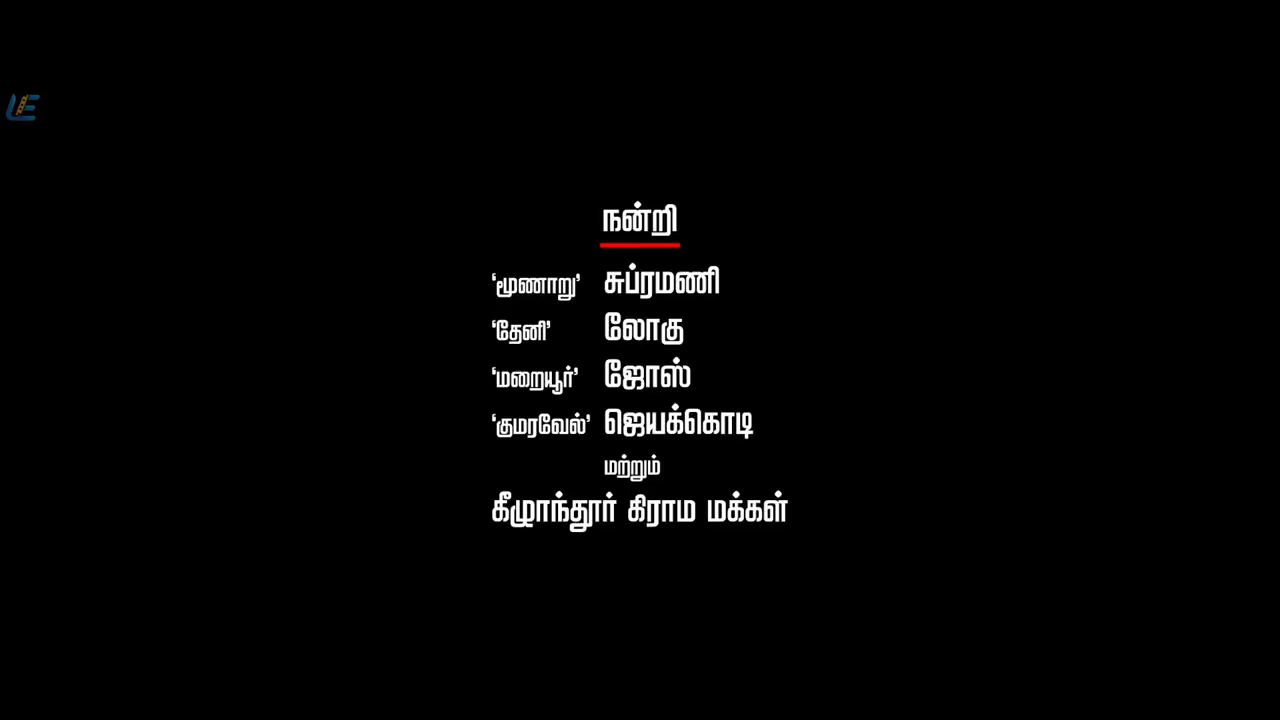 நன்றி
‘மூணாறு’ சுப்ரமணி
‘தேனி’ லோகு
‘மறையூர்’ ஜோஸ்
‘குமரவேல்’ ஜெயக்கொடி
மற்றும்
கீழாந்தூர் கிராம மக்கள்